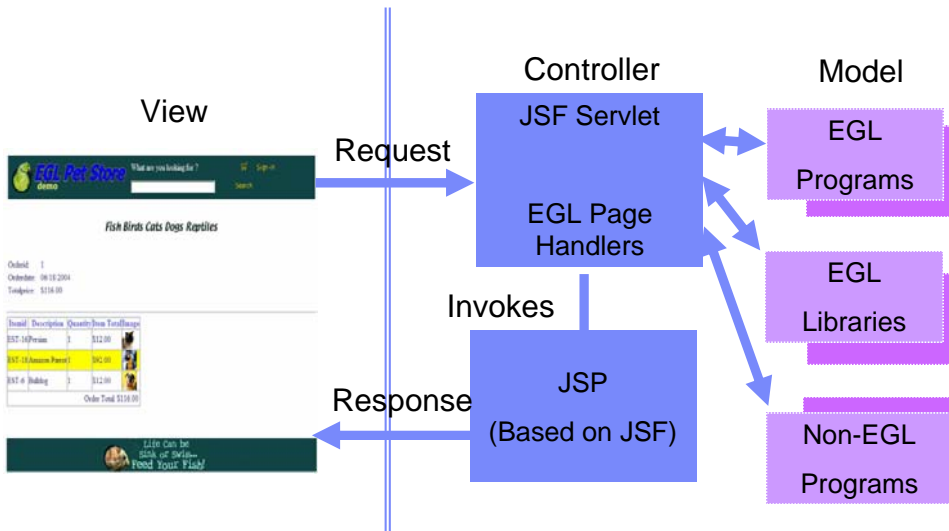 View
EGL Pet Store
demo
What are you looking for ?
Sign-in
Search
Fish Birds Cats Dogs Reptiles
Orderid: 1
Orderdate: 06/18/2004
Totalprice: $116.00
Itemid Description Quantity Item Total Image
EST-16 Persian 1 $12.00
EST-18 Amazon Parrot 1 $92.00
EST-6 Bulldog 1 $12.00
Order Total $116.00
Life Can be
Sink or Swim...
Feed Your Fish!
Request
Response
Controller
JSF Servlet
EGL Page
Handlers
Invokes
JSP
(Based on JSF)
Model
EGL
Programs
EGL
Libraries
Non-EGL
Programs